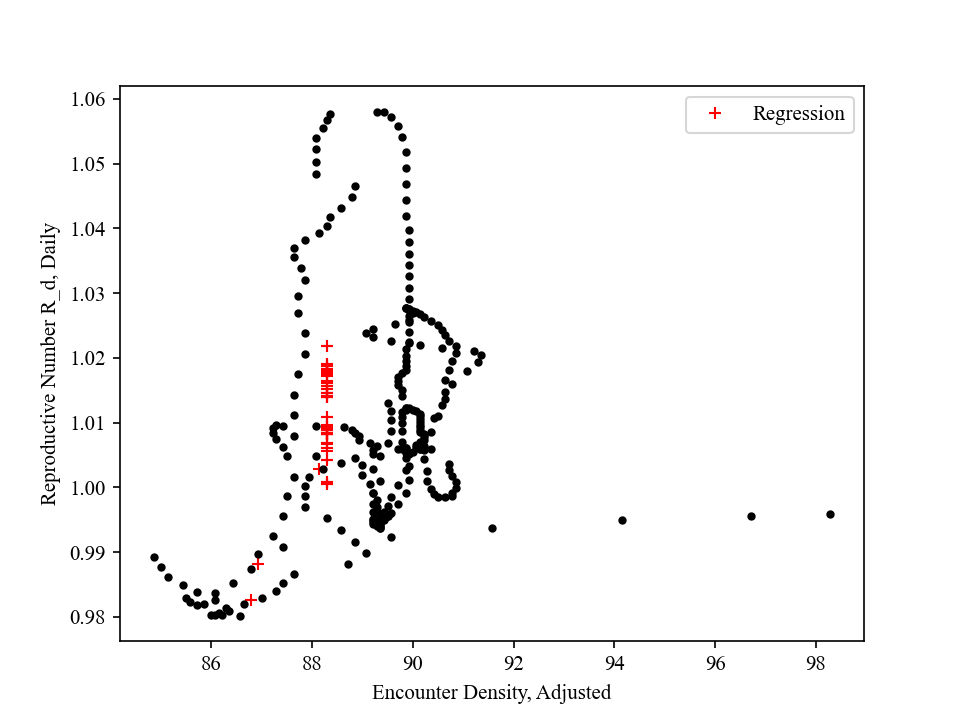 Regression
1.06
1.05
1.04
1.03
1.02
1.01
1.00
0.99
0.98
Reproductive Number R_d, Daily
86 88 90 92 94 96 98
Encounter Density, Adjusted